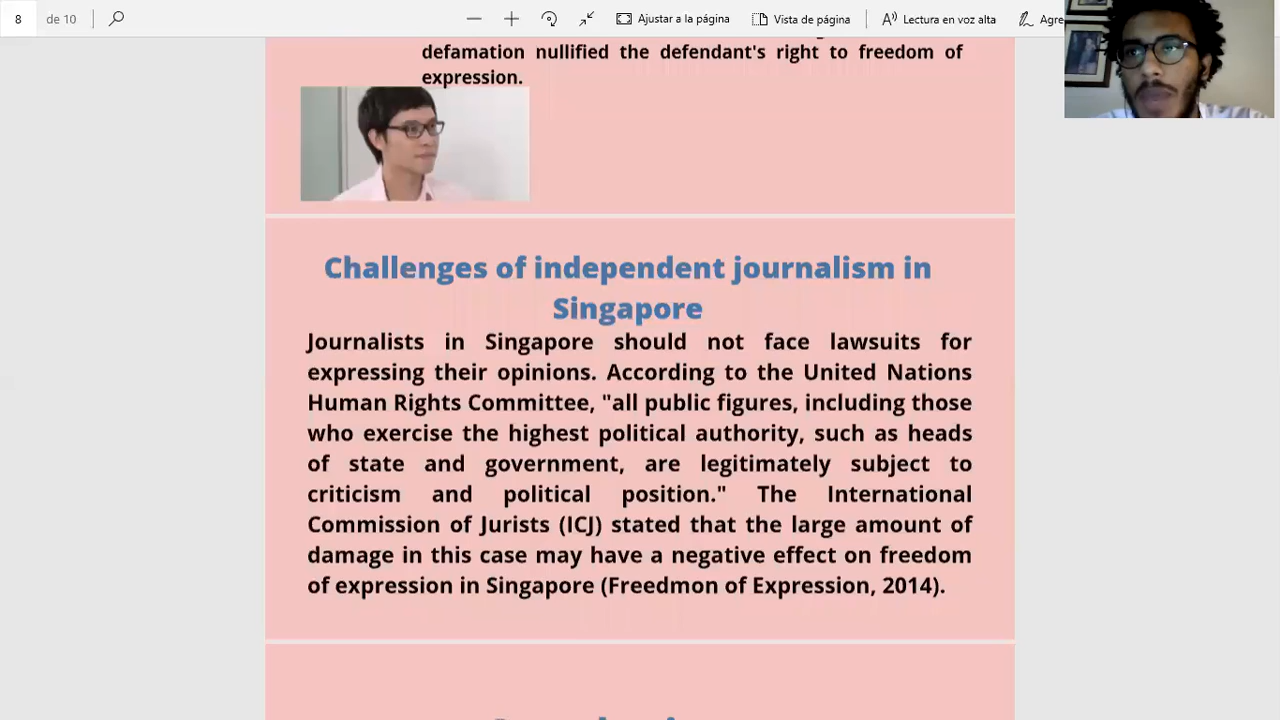 8 de 10 Ajustar a la página Vista de página Lectura en voz alta Agre
defamation nullified the defendant's right to freedom of
expression.
Challenges of independent journalism in
Singapore
Journalists in Singapore should not face lawsuits for
expressing their opinions. According to the United Nations
Human Rights Committee, "all public figures, including those
who exercise the highest political authority, such as heads
of state and government, are legitimately subject to
criticism and political position." The International
Commission of Jurists (ICJ) stated that the large amount of
damage in this case may have a negative effect on freedom
of expression in Singapore (Freedmon of Expression, 2014).